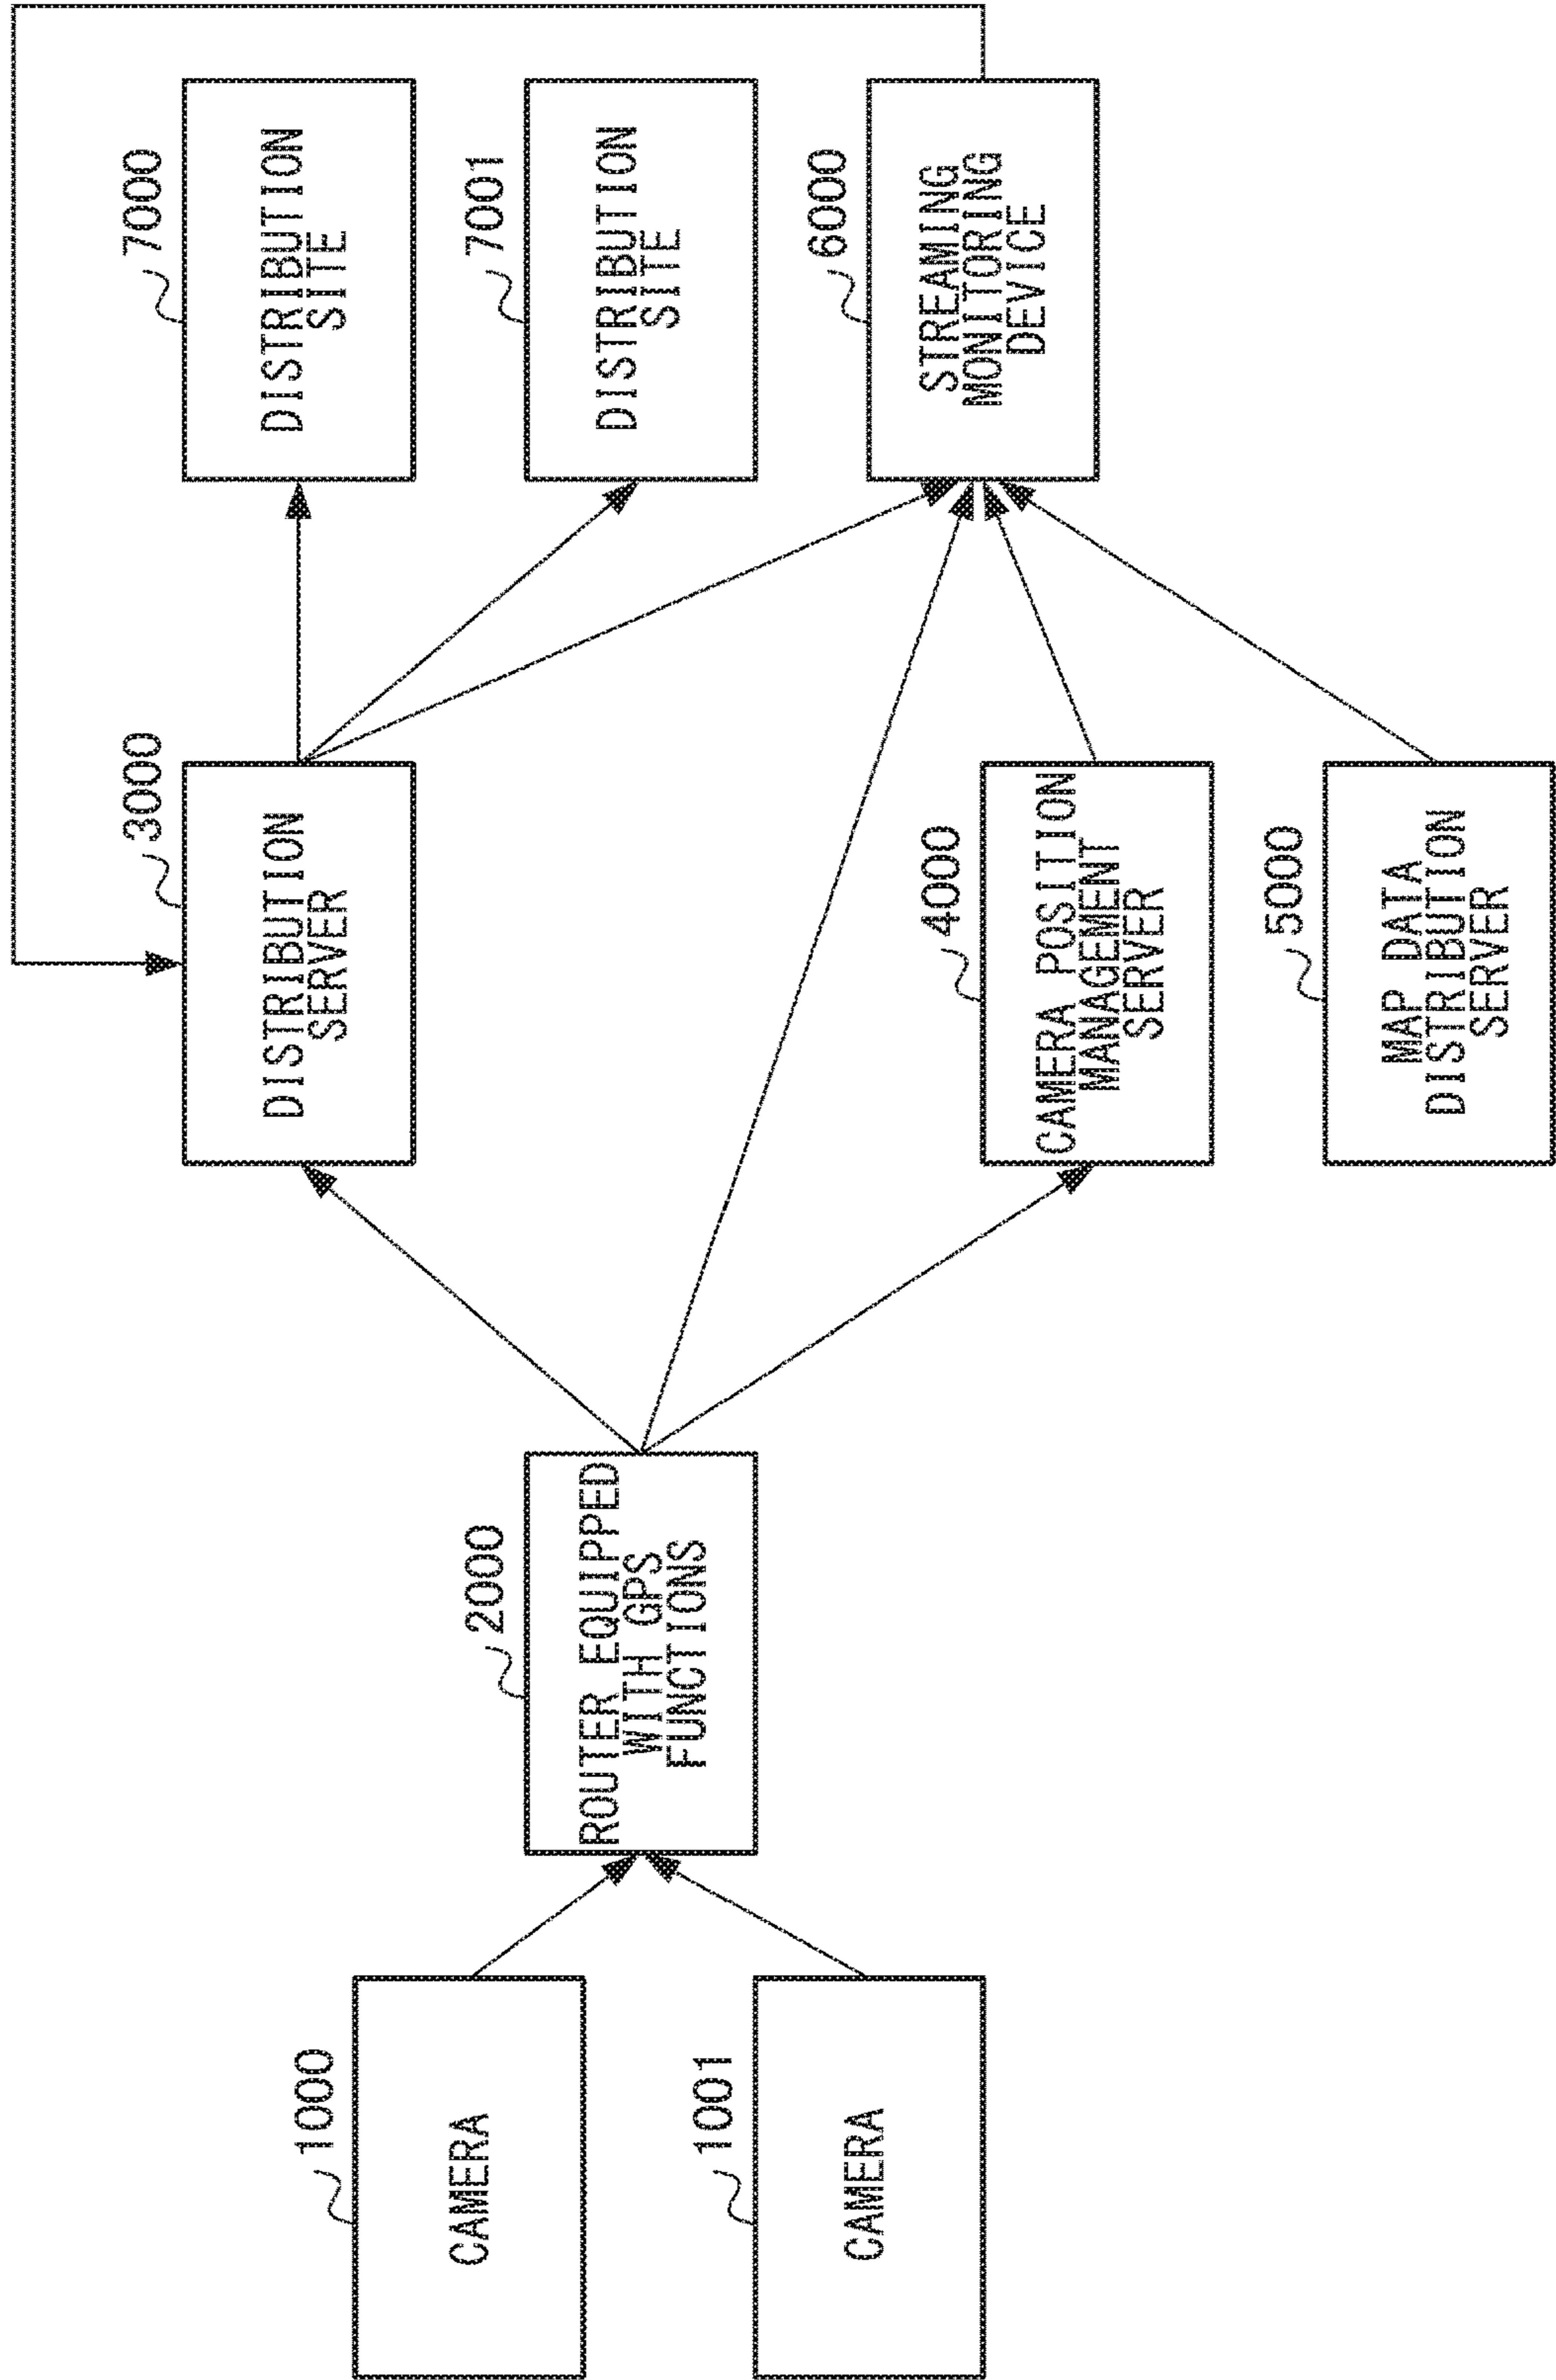 1000
CAMERA
1001
CAMERA
2000
ROUTER EQUIPPED
WITH GPS
FUNCTIONS
3000
DISTRIBUTION
SERVER
4000
CAMERA POSITION
MANAGEMENT
SERVER
5000
MAP DATA
DISTRIBUTION
SERVER
7000
DISTRIBUTION
SITE
7001
DISTRIBUTION
SITE
6000
STREAMING
MONITORING
DEVICE